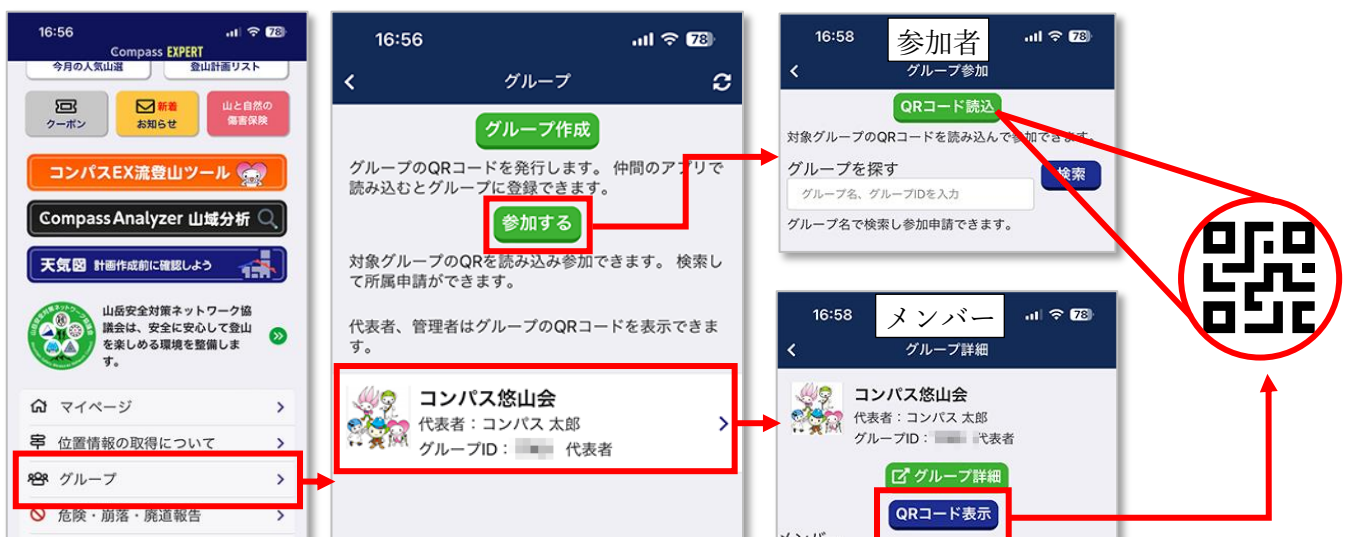 16:56
78
Compass EXPERT
今月の人気山選
登山計画リスト
クーポン
新着
お知らせ
山と自然の
傷害保険
コンパスEX流登山ツール
Compass Analyzer 山域分析
天気図 計画作成前に確認しよう
山岳安全対策ネットワーク協
議会は、安全に安心して登山
を楽しめる環境を整備しま
す。
マイページ
位置情報の取得について
グループ
危険・崩落・廃道報告
16:56
78
グループ
グループ作成
グループのQRコードを発行します。 仲間のアプリで
読み込むとグループに登録できます。
参加する
対象グループのQRを読み込み参加できます。 検索し
て所属申請ができます。
代表者、管理者はグループのQRコードを表示できま
す。
コンパス悠山会
代表者：コンパス 太郎
グループID： 代表者
16:58
参加者
78
グループ参加
QRコード読込
対象グループのQRコードを読み込んで参加できます。
グループを探す
グループ名、グループIDを入力
検索
グループ名で検索し参加申請できます。
16:58
メンバー
78
グループ詳細
コンパス悠山会
代表者：コンパス 太郎
グループID： 代表者
グループ詳細
QRコード表示